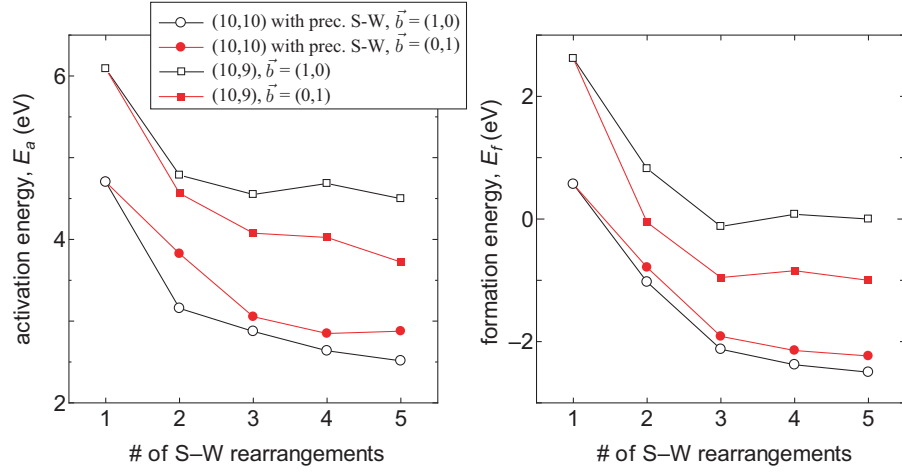 (10,10) with prec. S-W, b⃗ = (1,0)
(10,10) with prec. S-W, b⃗ = (0,1)
(10,9), b⃗ = (1,0)
(10,9), b⃗ = (0,1)
activation energy, Eₐ (eV)
6
4
2
1 2 3 4 5
# of S–W rearrangements
formation energy, E_f (eV)
2
0
–2
1 2 3 4 5
# of S–W rearrangements